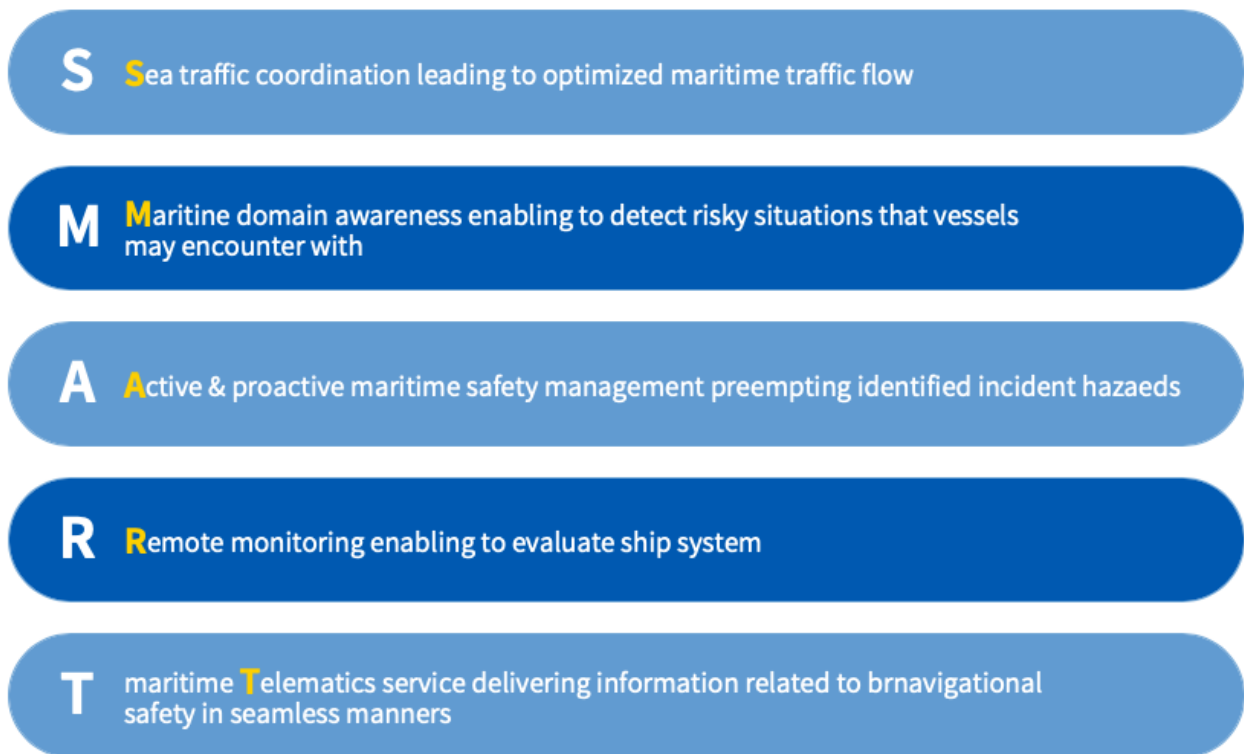 S Sea traffic coordination leading to optimized maritime traffic flow
M Maritine domain awareness enabling to detect risky situations that vessels
may encounter with
A Active & proactive maritime safety management preempting identified incident hazaeds
R Remote monitoring enabling to evaluate ship system
T maritime Telematics service delivering information related to brnavigational
safety in seamless manners